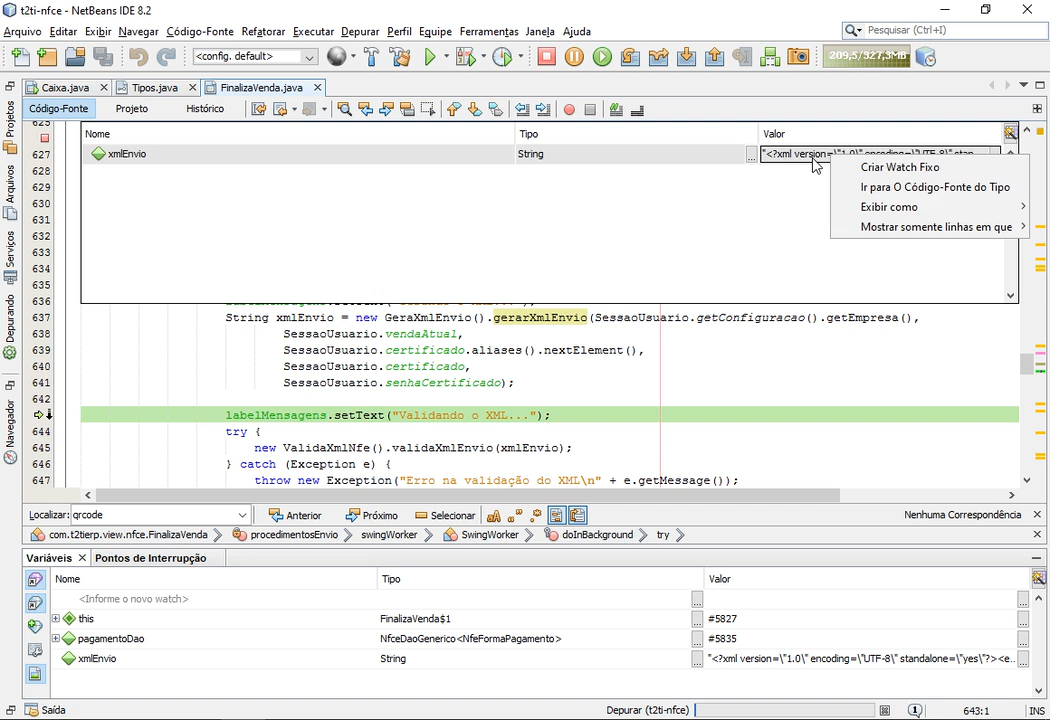 t2ti-nfce - NetBeans IDE 8.2
Arquivo Editar Exibir Navegar Código-Fonte Refatorar Executar Depurar Perfil Equipe Ferramentas Janela Ajuda
Pesquisar (Ctrl+I)
<config. default>
209,5/527,3MB
Caixa.java Tipos.java FinalizaVenda.java
Código-Fonte Projeto Histórico
Projetos
Arquivos
Serviços
Depurando
Navegador
Nome Tipo Valor
xmlEnvio String ... "<?xml version=\"1.0\" encoding=\"UTF-8\" stan...
Criar Watch Fixo
Ir para O Código-Fonte do Tipo
Exibir como
Mostrar somente linhas em que
625
627
628
629
630
631
632
633
634
635
636
637 String xmlEnvio = new GeraXmlEnvio().gerarXmlEnvio(SessaoUsuario.getConfiguracao().getEmpresa(),
638 SessaoUsuario.vendaAtual,
639 SessaoUsuario.certificado.aliases().nextElement(),
640 SessaoUsuario.certificado,
641 SessaoUsuario.senhaCertificado);
642
labelMensagens.setText("Validando o XML...");
644 try {
645 new ValidaXmlNfe().validaXmlEnvio(xmlEnvio);
646 } catch (Exception e) {
647 throw new Exception("Erro na validação do XML\n" + e.getMessage());
Localizar: qrcode Anterior Próximo Selecionar Nenhuma Correspondência
com.t2tierp.view.nfce.FinalizaVenda procedimentosEnvio swingWorker SwingWorker doInBackground try
Variáveis Pontos de Interrupção
Nome Tipo Valor
<Informe o novo watch> ... ...
this FinalizaVenda$1 ... #5827 ...
pagamentoDao NfceDaoGenerico<NfeFormaPagamento> ... #5835 ...
xmlEnvio String ... "<?xml version=\"1.0\" encoding=\"UTF-8\" standalone=\"yes\"?><e... ...
Saída Depurar (t2ti-nfce) 643:1 INS